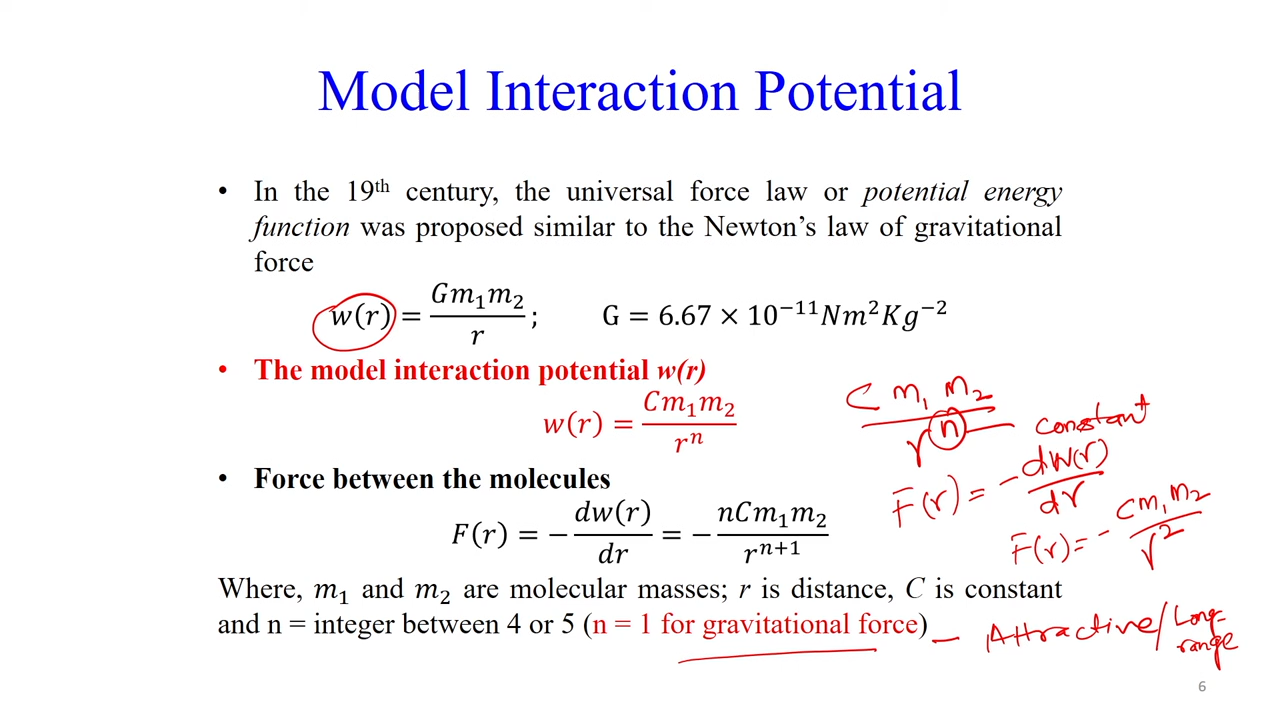 Model Interaction Potential
• In the 19th century, the universal force law or potential energy
function was proposed similar to the Newton's law of gravitational
force
w(r) = Gm₁m₂/r ; G = 6.67 × 10⁻¹¹Nm²Kg⁻²
• The model interaction potential w(r)
w(r) = Cm₁m₂/rⁿ
C m₁ m₂ / r^n — constant
• Force between the molecules
F(r) = − dw(r)/dr
F(r) = − dw(r)/dr = − nCm₁m₂/rⁿ⁺¹
F(r) = − Cm₁m₂/r²
Where, m₁ and m₂ are molecular masses; r is distance, C is constant
and n = integer between 4 or 5 (n = 1 for gravitational force) – Attractive/Long-
range
6